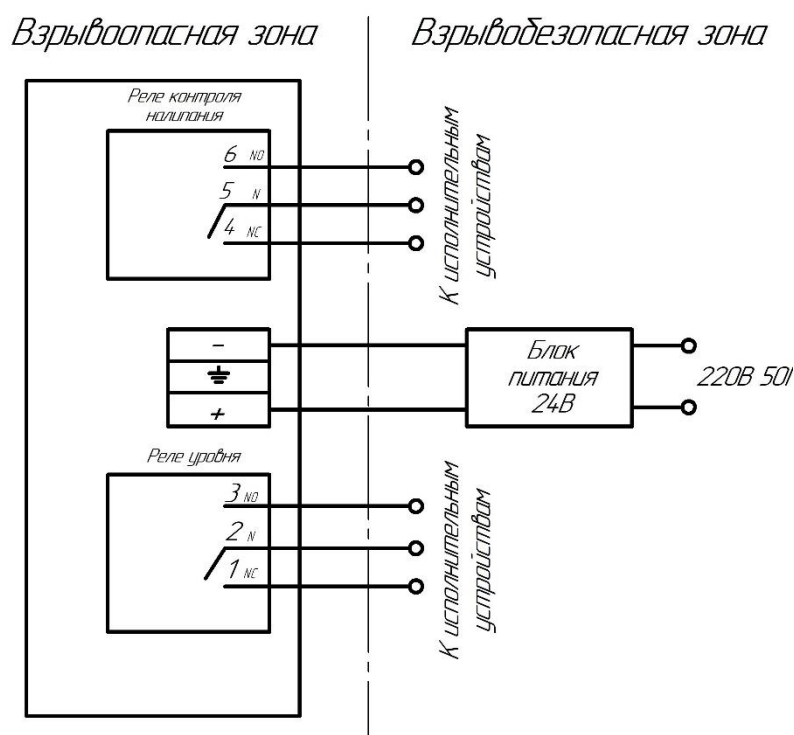 Взрывоопасная зона
Взрывобезопасная зона
Реле контроля
налипания
6 NO
5 N
4 NC
К исполнительным
устройствам
-
+
Блок
питания
24В
220В 50Г
Реле уровня
3 NO
2 N
1 NC
К исполнительным
устройствам